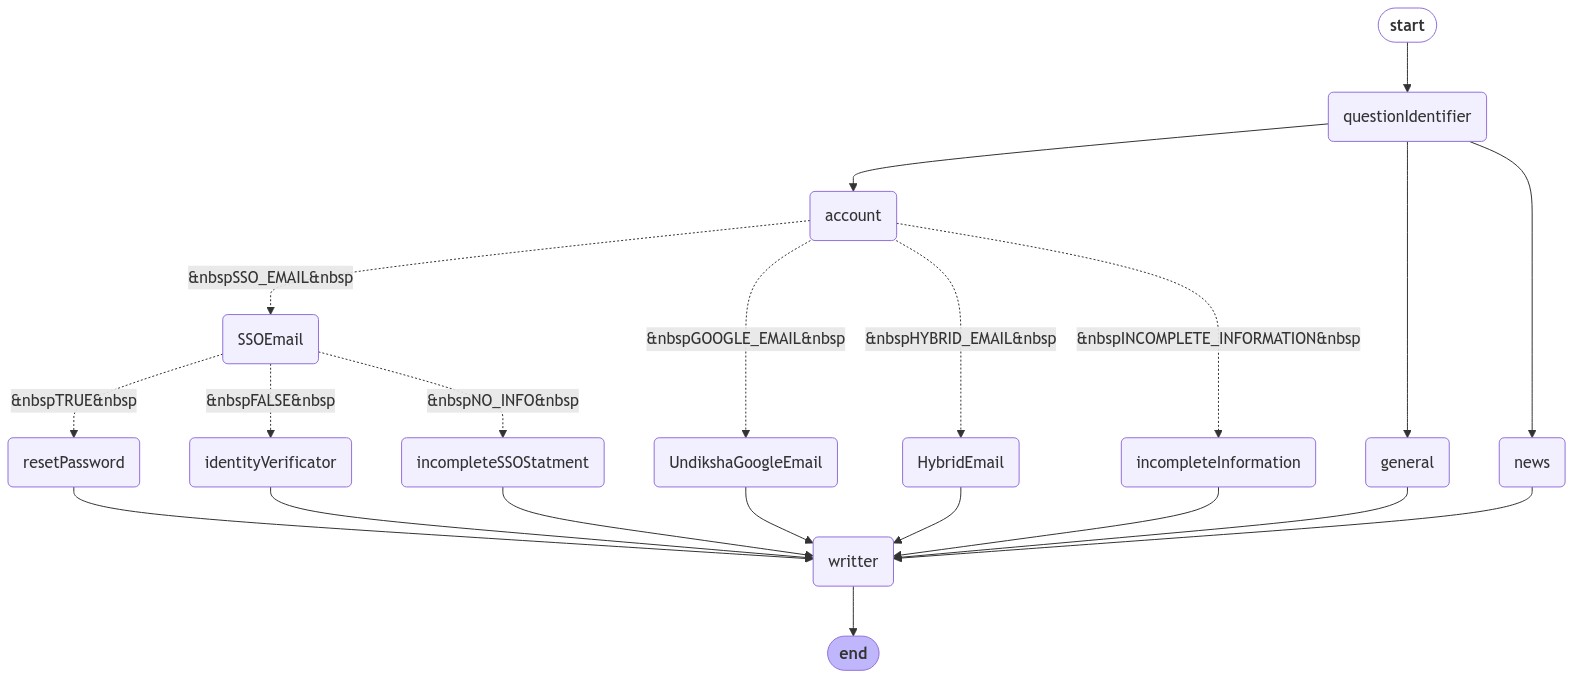 start
questionIdentifier
account
&nbspSSO_EMAIL&nbsp
SSOEmail
&nbspGOOGLE_EMAIL&nbsp
&nbspHYBRID_EMAIL&nbsp
&nbspINCOMPLETE_INFORMATION&nbsp
&nbspTRUE&nbsp
&nbspFALSE&nbsp
&nbspNO_INFO&nbsp
resetPassword
identityVerificator
incompleteSSOStatment
UndikshaGoogleEmail
HybridEmail
incompleteInformation
general
news
writter
end